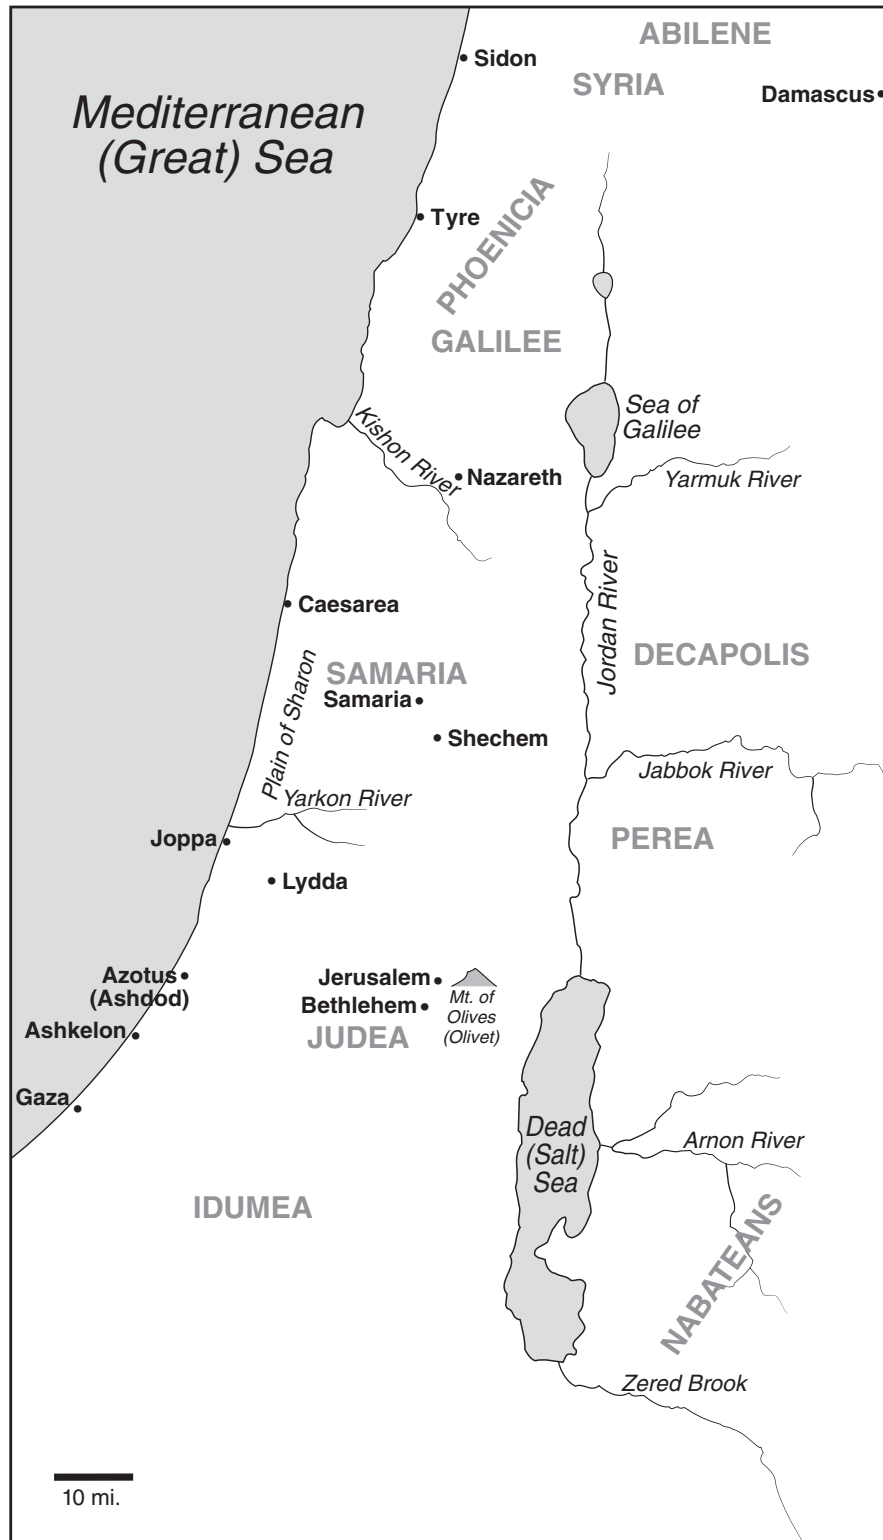 ABILENE
Sidon
SYRIA
Damascus
Mediterranean
(Great) Sea
PHOENICIA
Tyre
GALILEE
Sea of
Galilee
Kishon River
Nazareth
Yarmuk River
Jordan River
Caesarea
DECAPOLIS
Plain of Sharon
SAMARIA
Samaria
Shechem
Jabbok River
Yarkon River
Joppa
PEREA
Lydda
Azotus
(Ashdod)
Jerusalem
Bethlehem
Mt. of
Olives
(Olivet)
Ashkelon
JUDEA
Gaza
Dead
(Salt)
Sea
Arnon River
IDUMEA
NABATEANS
Zered Brook
10 mi.